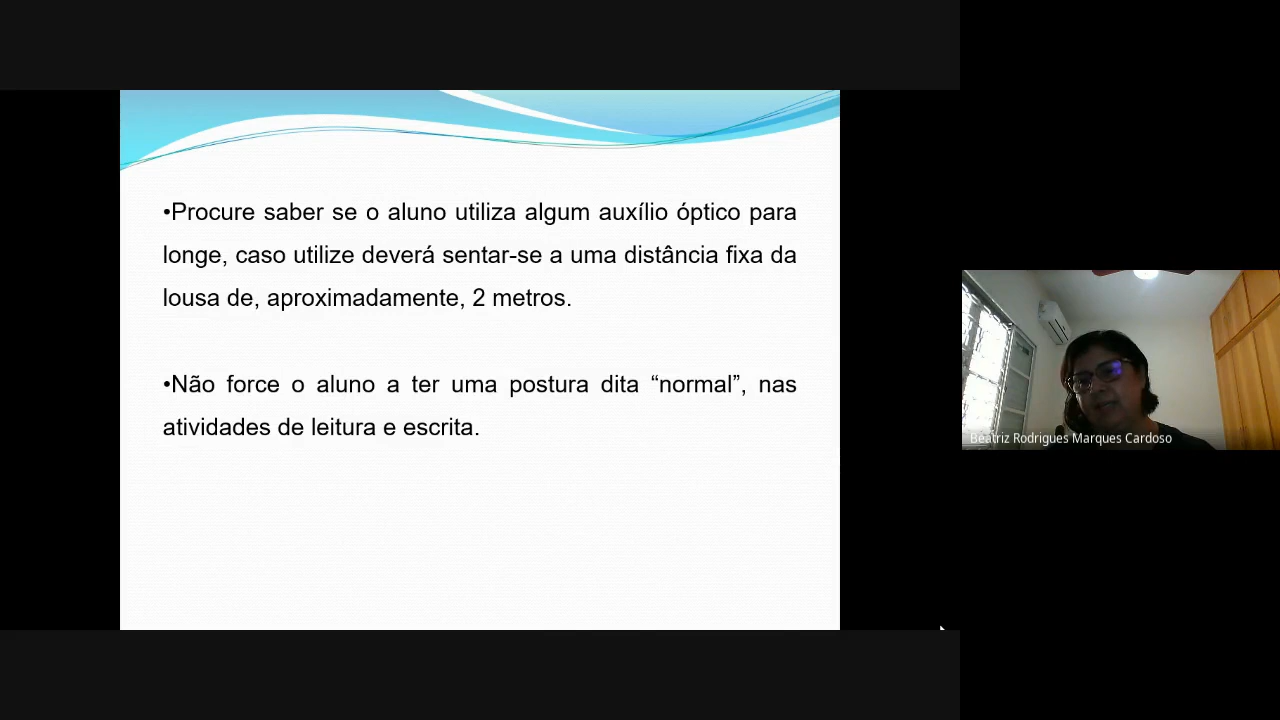 •Procure saber se o aluno utiliza algum auxílio óptico para
longe, caso utilize deverá sentar-se a uma distância fixa da
lousa de, aproximadamente, 2 metros.
•Não force o aluno a ter uma postura dita “normal”, nas
atividades de leitura e escrita.
Beatriz Rodrigues Marques Cardoso